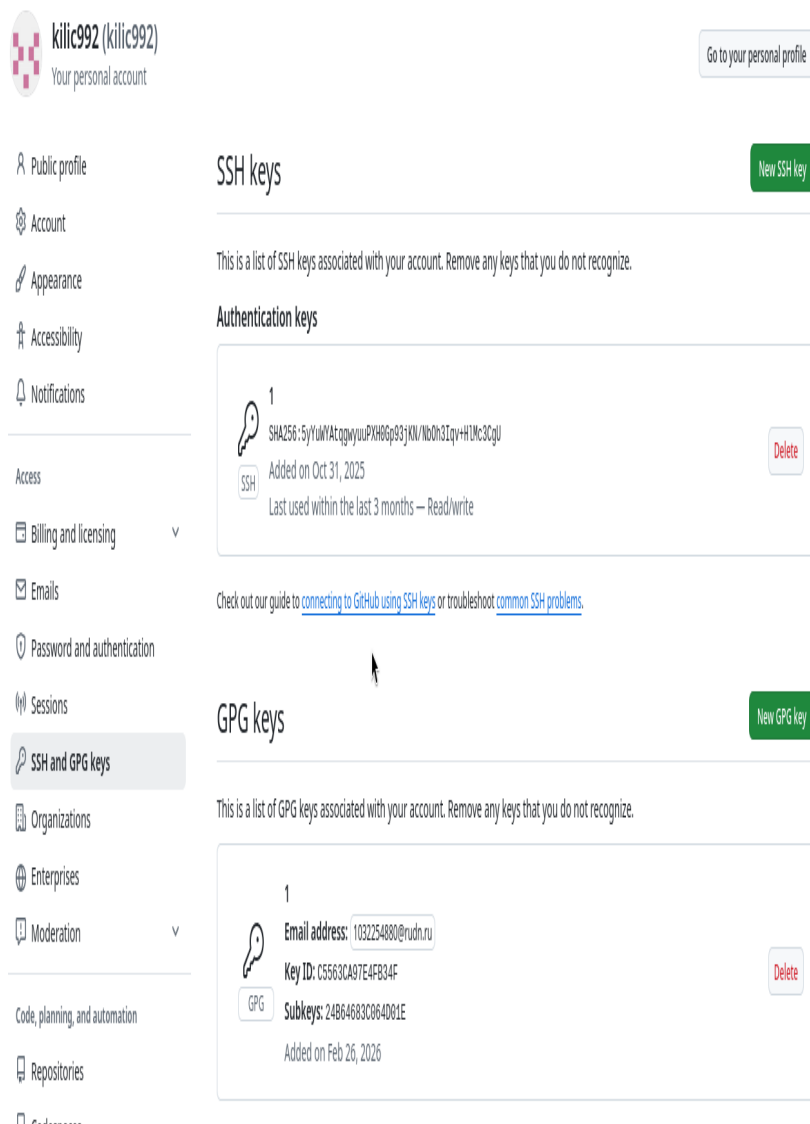 kilic992 (kilic992)
Your personal account
Go to your personal profile
Public profile
Account
Appearance
Accessibility
Notifications
Access
Billing and licensing
Emails
Password and authentication
Sessions
SSH and GPG keys
Organizations
Enterprises
Moderation
Code, planning, and automation
Repositories
SSH keys
New SSH key
This is a list of SSH keys associated with your account. Remove any keys that you do not recognize.
Authentication keys
1
SHA256:5yYuWYAtqgwyuuPXH0Gp93jKN/NbOh3Iqv+HlMc3CgU
SSH
Added on Oct 31, 2025
Last used within the last 3 months — Read/write
Delete
Check out our guide to connecting to GitHub using SSH keys or troubleshoot common SSH problems.
GPG keys
New GPG key
This is a list of GPG keys associated with your account. Remove any keys that you do not recognize.
1
Email address: 1032254880@rudn.ru
Key ID: C5563CA97E4FB34F
GPG
Subkeys: 24B64683C064D01E
Added on Feb 26, 2026
Delete